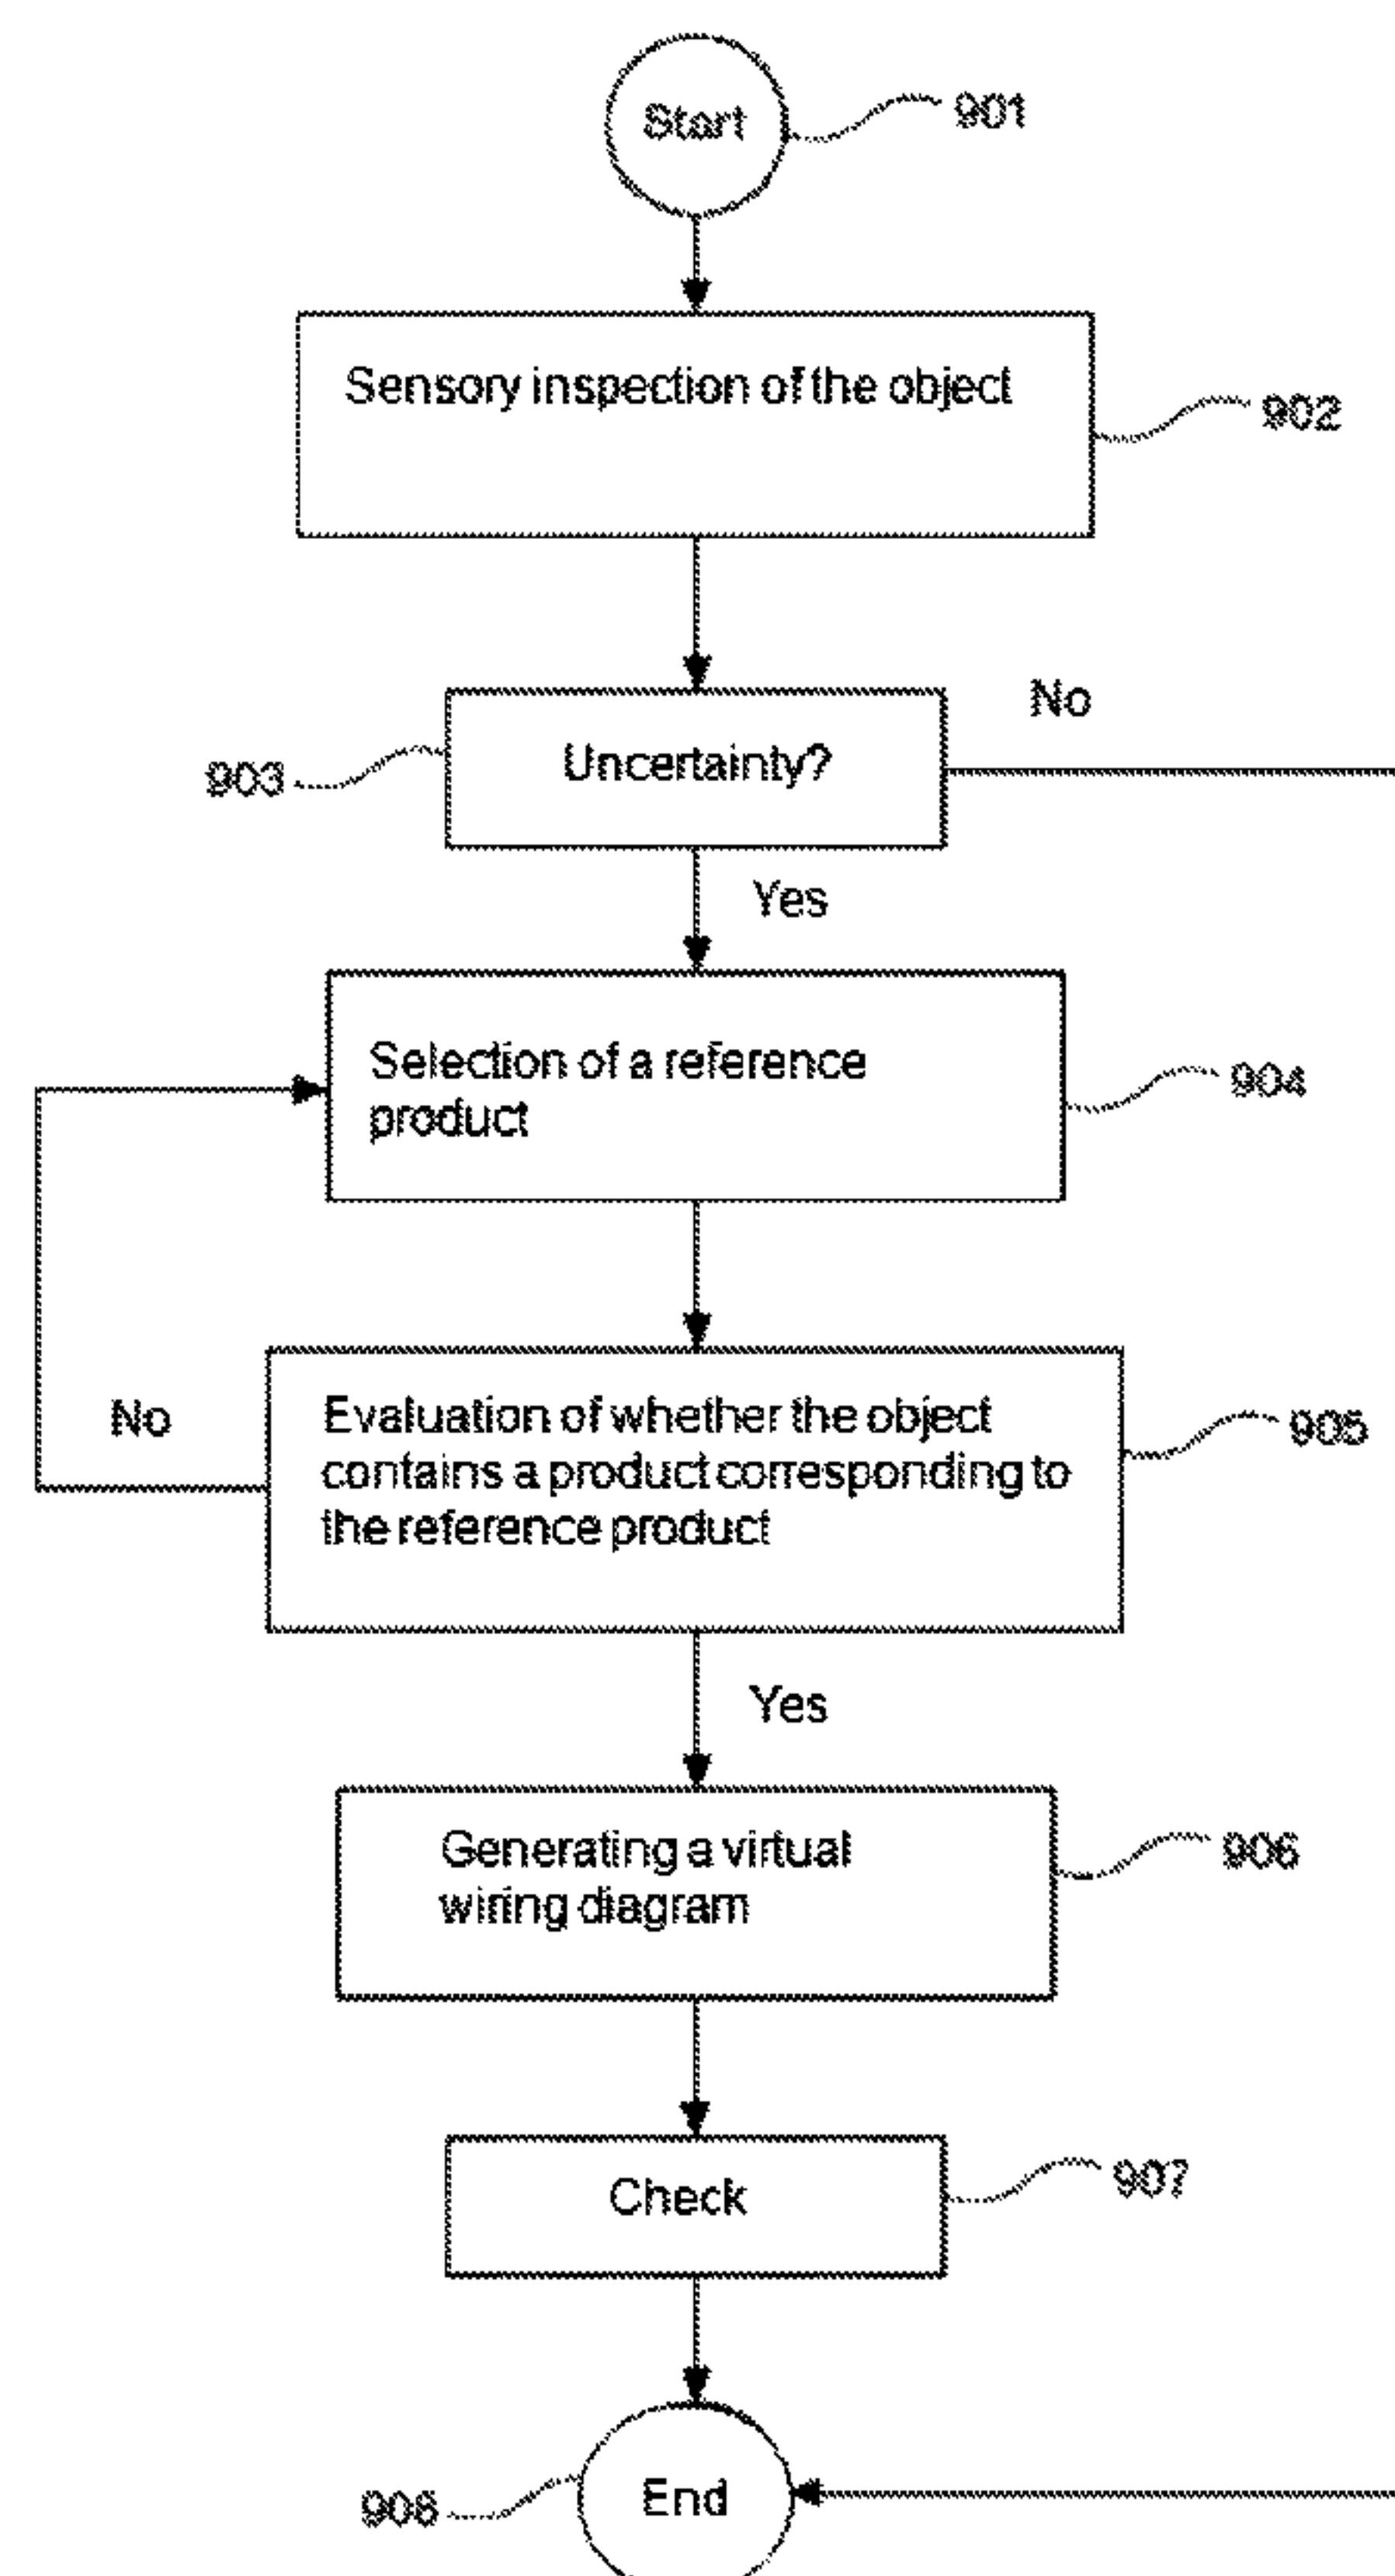 Start
901
Sensory inspection of the object
902
No
903
Uncertainty?
Yes
Selection of a reference
product
904
No
Evaluation of whether the object
contains a product corresponding to
the reference product
905
Yes
Generating a virtual
wiring diagram
906
Check
907
908
End